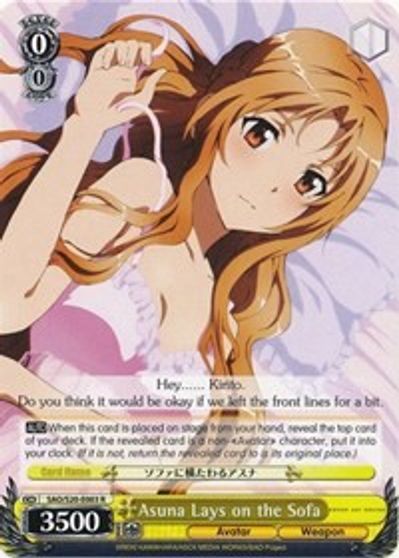 0
0
Hey...... Kirito.
Do you think it would be okay if we left the front lines for a bit.
AUTO When this card is placed on stage from your hand, reveal the top card
of your deck. If the revealed card is a non-«Avatar» character, put it into
your clock. (If it is not, return the revealed card to its original place.)
Card Name ソファに横たわるアスナ
SAO/S20-E003 R
Asuna Lays on the Sofa
3500
Avatar Weapon